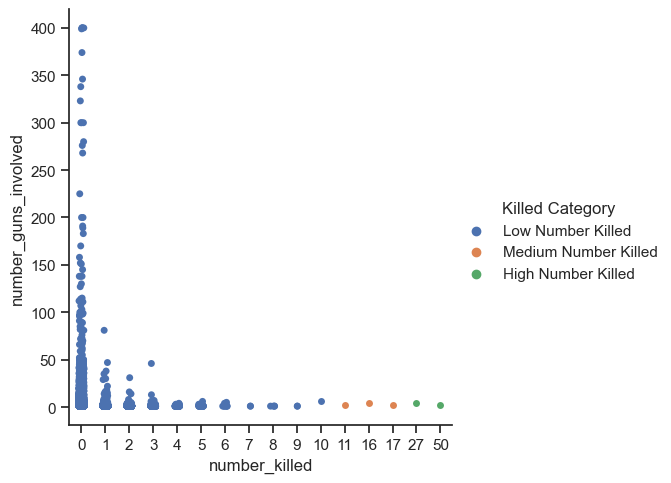 400
350
300
250
200
150
100
50
0
number_guns_involved
0 1 2 3 4 5 6 7 8 9 10 11 16 17 27 50
number_killed
Killed Category
Low Number Killed
Medium Number Killed
High Number Killed